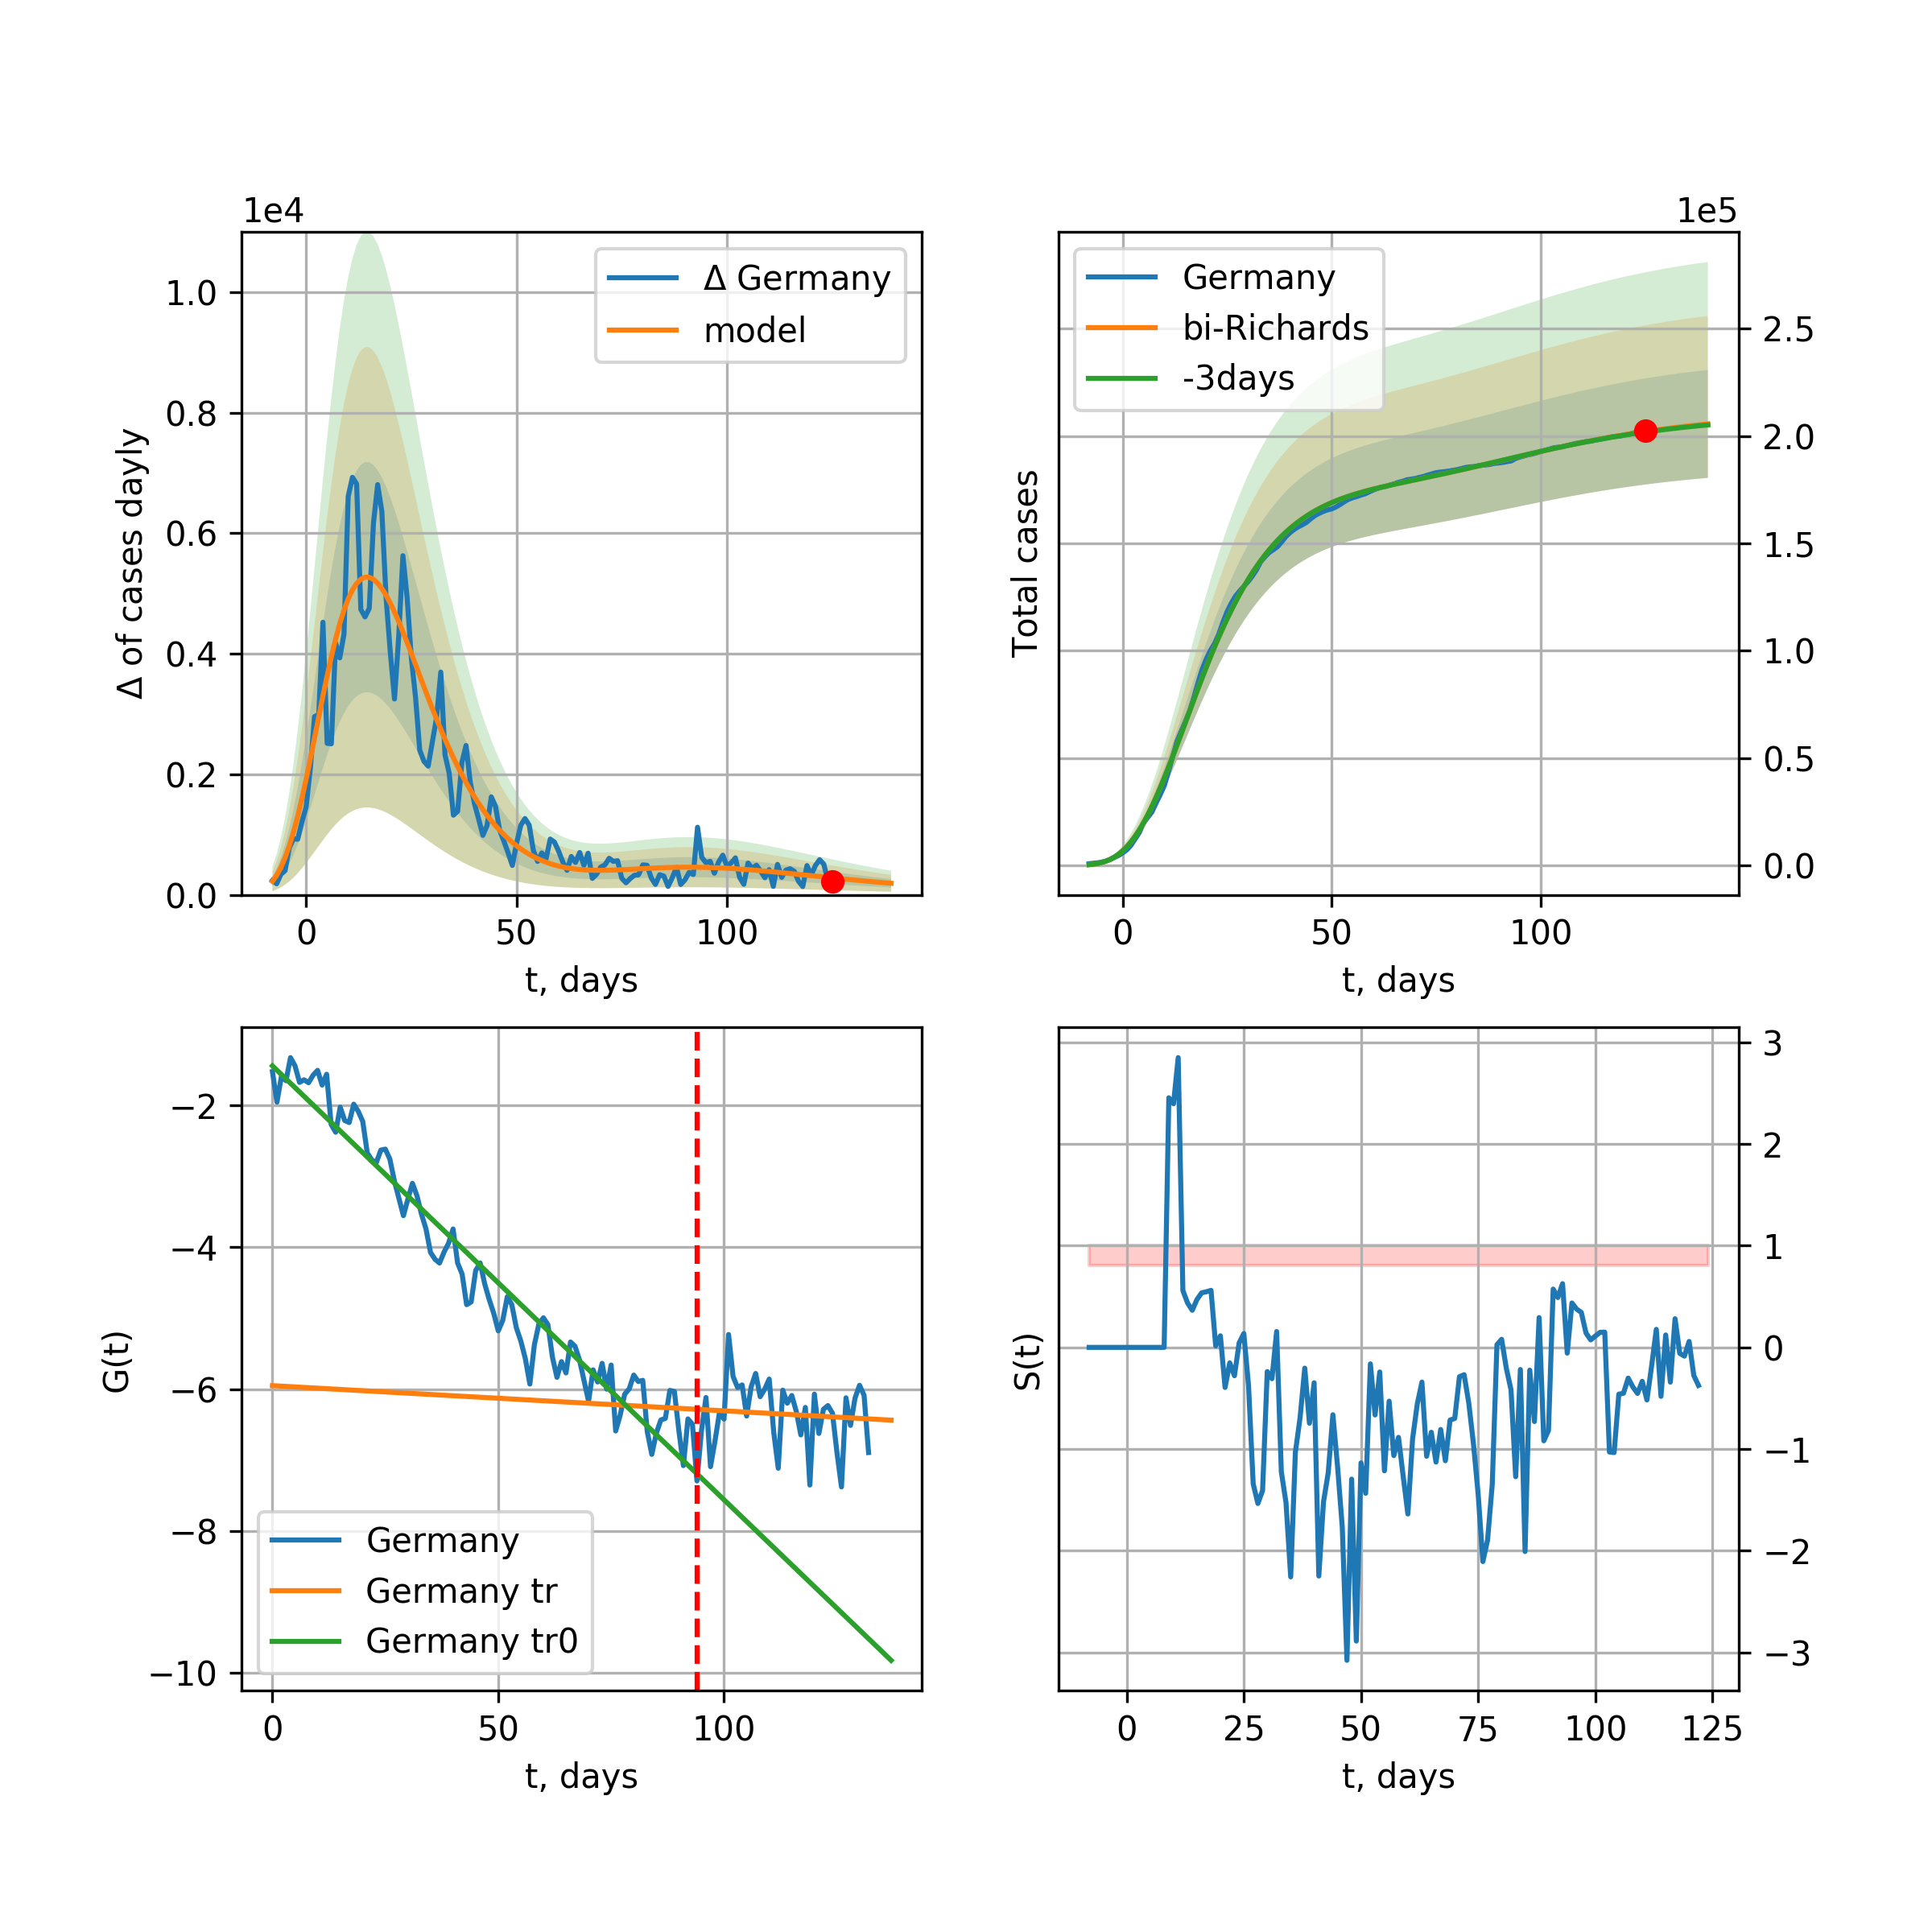 1e4
Δ of cases dayly
1.0
0.8
0.6
0.4
0.2
0.0
Δ Germany
model
0 50 100
t, days
1e5
Total cases
Germany
bi-Richards
-3days
2.5
2.0
1.5
1.0
0.5
0.0
0 50 100
t, days
G(t)
−2
−4
−6
−8
−10
Germany
Germany tr
Germany tr0
0 50 100
t, days
S(t)
3
2
1
0
−1
−2
−3
0 25 50 75 100 125
t, days